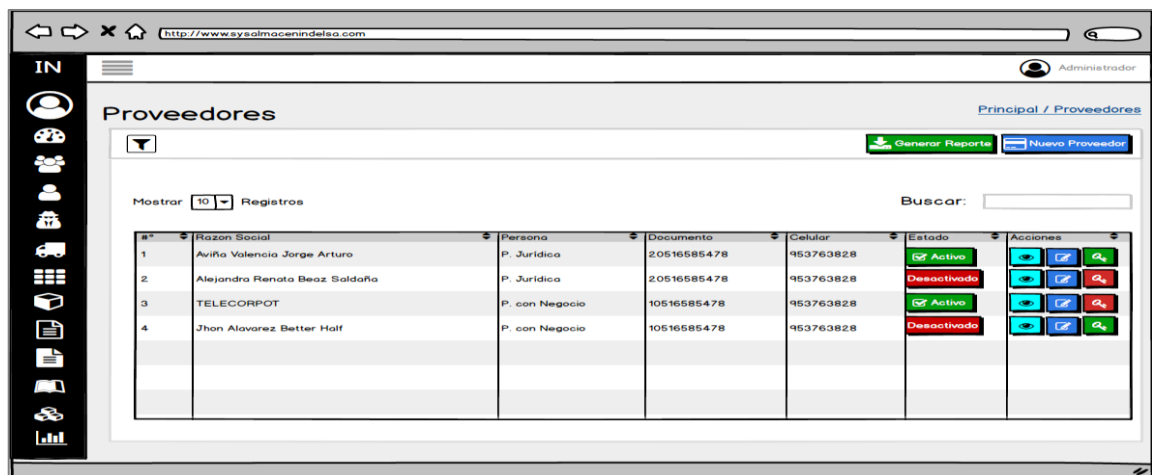 http://www.sysalmacenindelsa.com
IN
Administrador
Proveedores
Principal / Proveedores
Generar Reporte
Nuevo Proveedor
Mostrar 10 Registros
Buscar:
#° Razon Social Persona Documento Celular Estado Acciones
1 Aviña Valencia Jorge Arturo P. Juridica 20516585478 953763828 Activo
2 Alejandra Renata Beaz Saldaña P. Juridica 20516585478 953763828 Desactivado
3 TELECORPOT P. con Negocio 10516585478 953763828 Activo
4 Jhon Alavarez Better Half P. con Negocio 10516585478 953763828 Desactivado